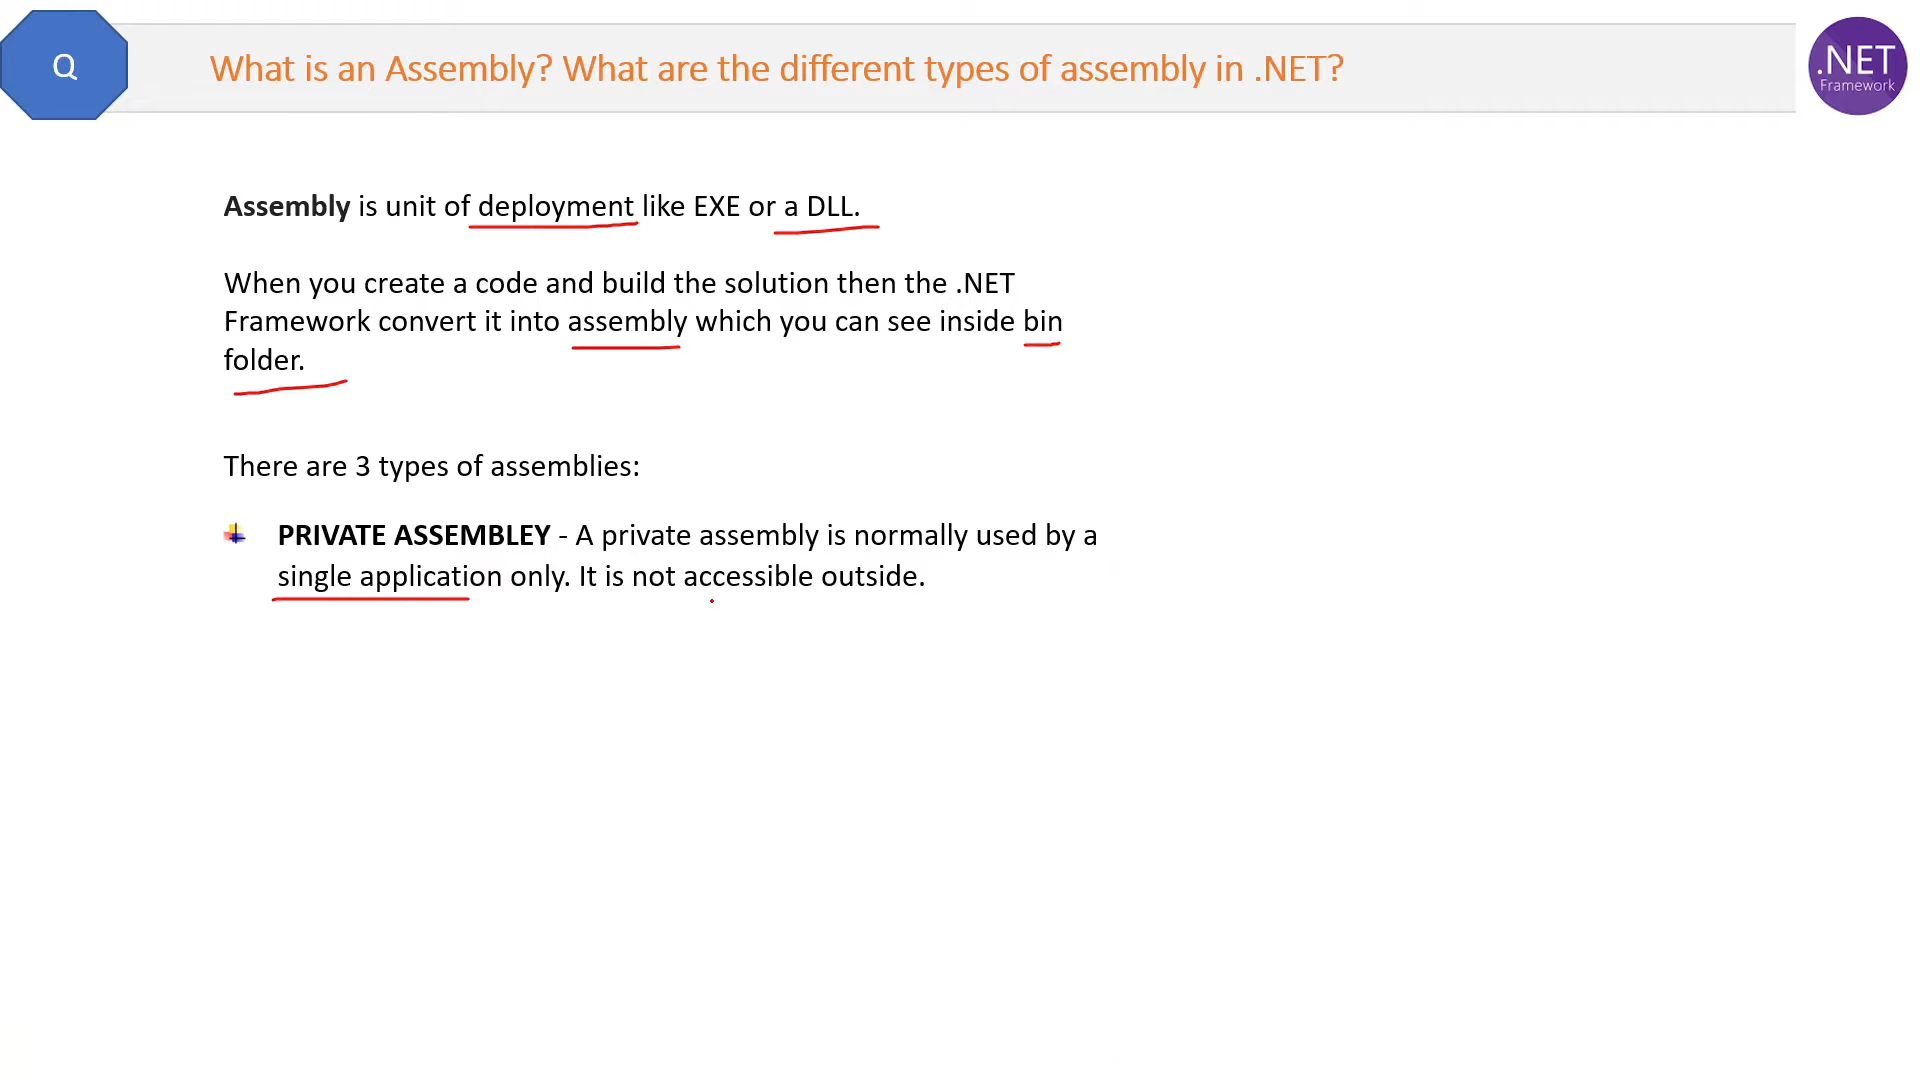 Q
What is an Assembly? What are the different types of assembly in .NET?
.NET
Framework
Assembly is unit of deployment like EXE or a DLL.
When you create a code and build the solution then the .NET
Framework convert it into assembly which you can see inside bin
folder.
There are 3 types of assemblies:
PRIVATE ASSEMBLEY - A private assembly is normally used by a
single application only. It is not accessible outside.